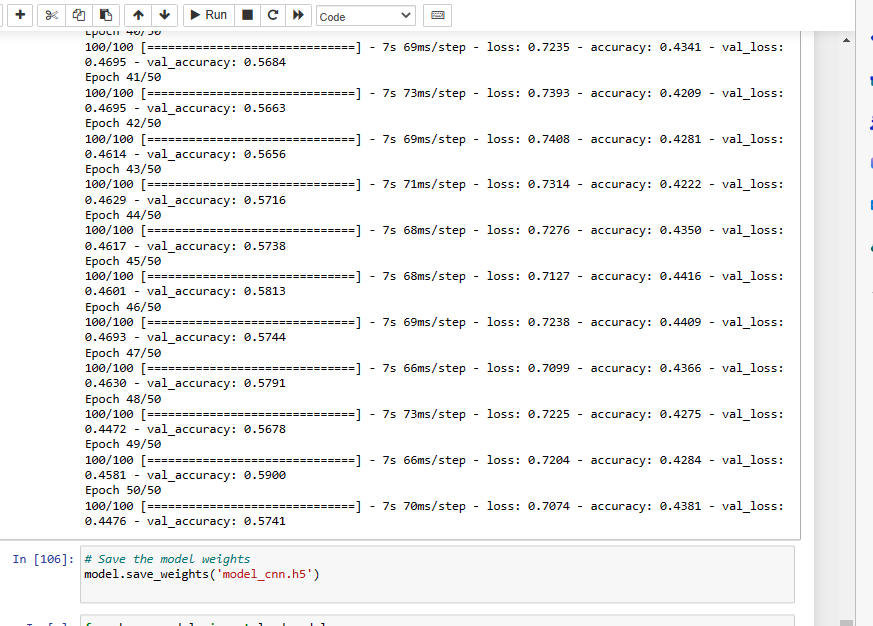 Run
Code
Epoch 40/50
100/100 [==============================] - 7s 69ms/step - loss: 0.7235 - accuracy: 0.4341 - val_loss:
0.4695 - val_accuracy: 0.5684
Epoch 41/50
100/100 [==============================] - 7s 73ms/step - loss: 0.7393 - accuracy: 0.4209 - val_loss:
0.4695 - val_accuracy: 0.5663
Epoch 42/50
100/100 [==============================] - 7s 69ms/step - loss: 0.7408 - accuracy: 0.4281 - val_loss:
0.4614 - val_accuracy: 0.5656
Epoch 43/50
100/100 [==============================] - 7s 71ms/step - loss: 0.7314 - accuracy: 0.4222 - val_loss:
0.4629 - val_accuracy: 0.5716
Epoch 44/50
100/100 [==============================] - 7s 68ms/step - loss: 0.7276 - accuracy: 0.4350 - val_loss:
0.4617 - val_accuracy: 0.5738
Epoch 45/50
100/100 [==============================] - 7s 68ms/step - loss: 0.7127 - accuracy: 0.4416 - val_loss:
0.4601 - val_accuracy: 0.5813
Epoch 46/50
100/100 [==============================] - 7s 69ms/step - loss: 0.7238 - accuracy: 0.4409 - val_loss:
0.4693 - val_accuracy: 0.5744
Epoch 47/50
100/100 [==============================] - 7s 66ms/step - loss: 0.7099 - accuracy: 0.4366 - val_loss:
0.4630 - val_accuracy: 0.5791
Epoch 48/50
100/100 [==============================] - 7s 73ms/step - loss: 0.7225 - accuracy: 0.4275 - val_loss:
0.4472 - val_accuracy: 0.5678
Epoch 49/50
100/100 [==============================] - 7s 66ms/step - loss: 0.7204 - accuracy: 0.4284 - val_loss:
0.4581 - val_accuracy: 0.5900
Epoch 50/50
100/100 [==============================] - 7s 70ms/step - loss: 0.7074 - accuracy: 0.4381 - val_loss:
0.4476 - val_accuracy: 0.5741
In [106]: # Save the model weights
model.save_weights('model_cnn.h5')